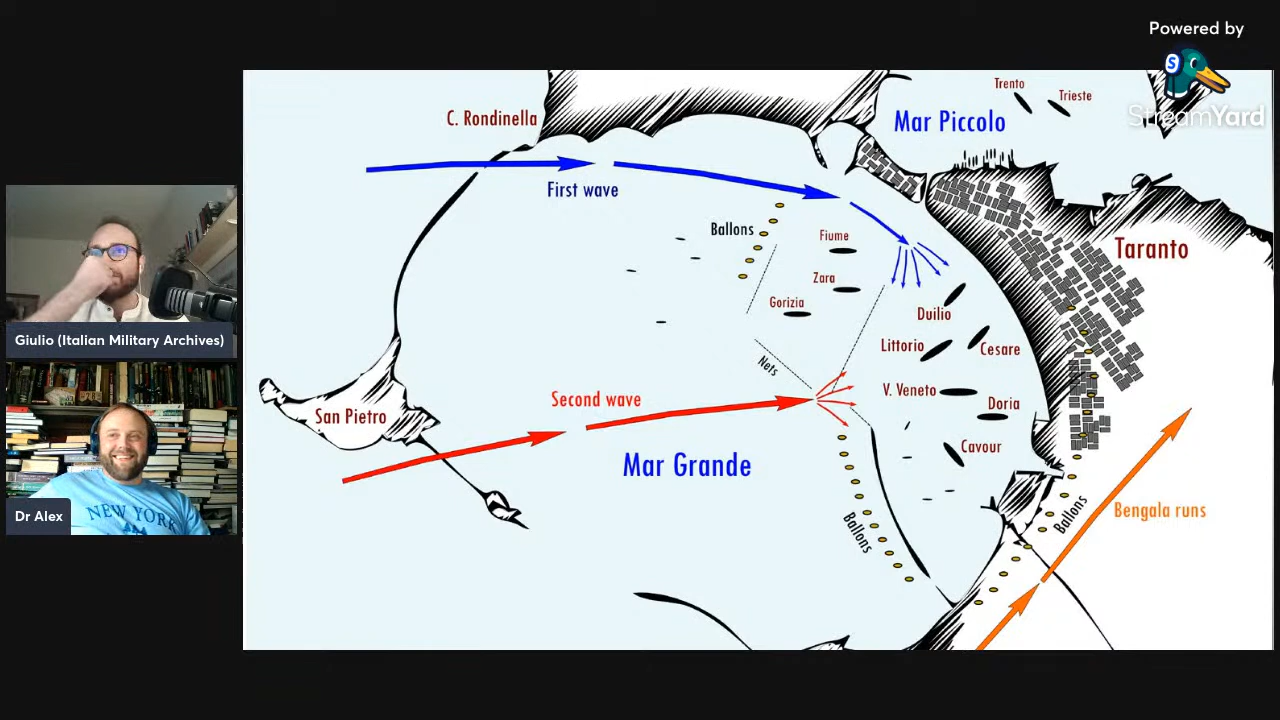 Powered by
S
StreamYard
Giulio (Italian Military Archives)
Dr Alex
NEW YORK
C. Rondinella
First wave
Mar Piccolo
Trento
Trieste
Taranto
Ballons
Fiume
Zara
Gorizia
Duilio
Littorio
Cesare
V. Veneto
Doria
Cavour
Nets
Second wave
San Pietro
Mar Grande
Ballons
Ballons
Bengala runs